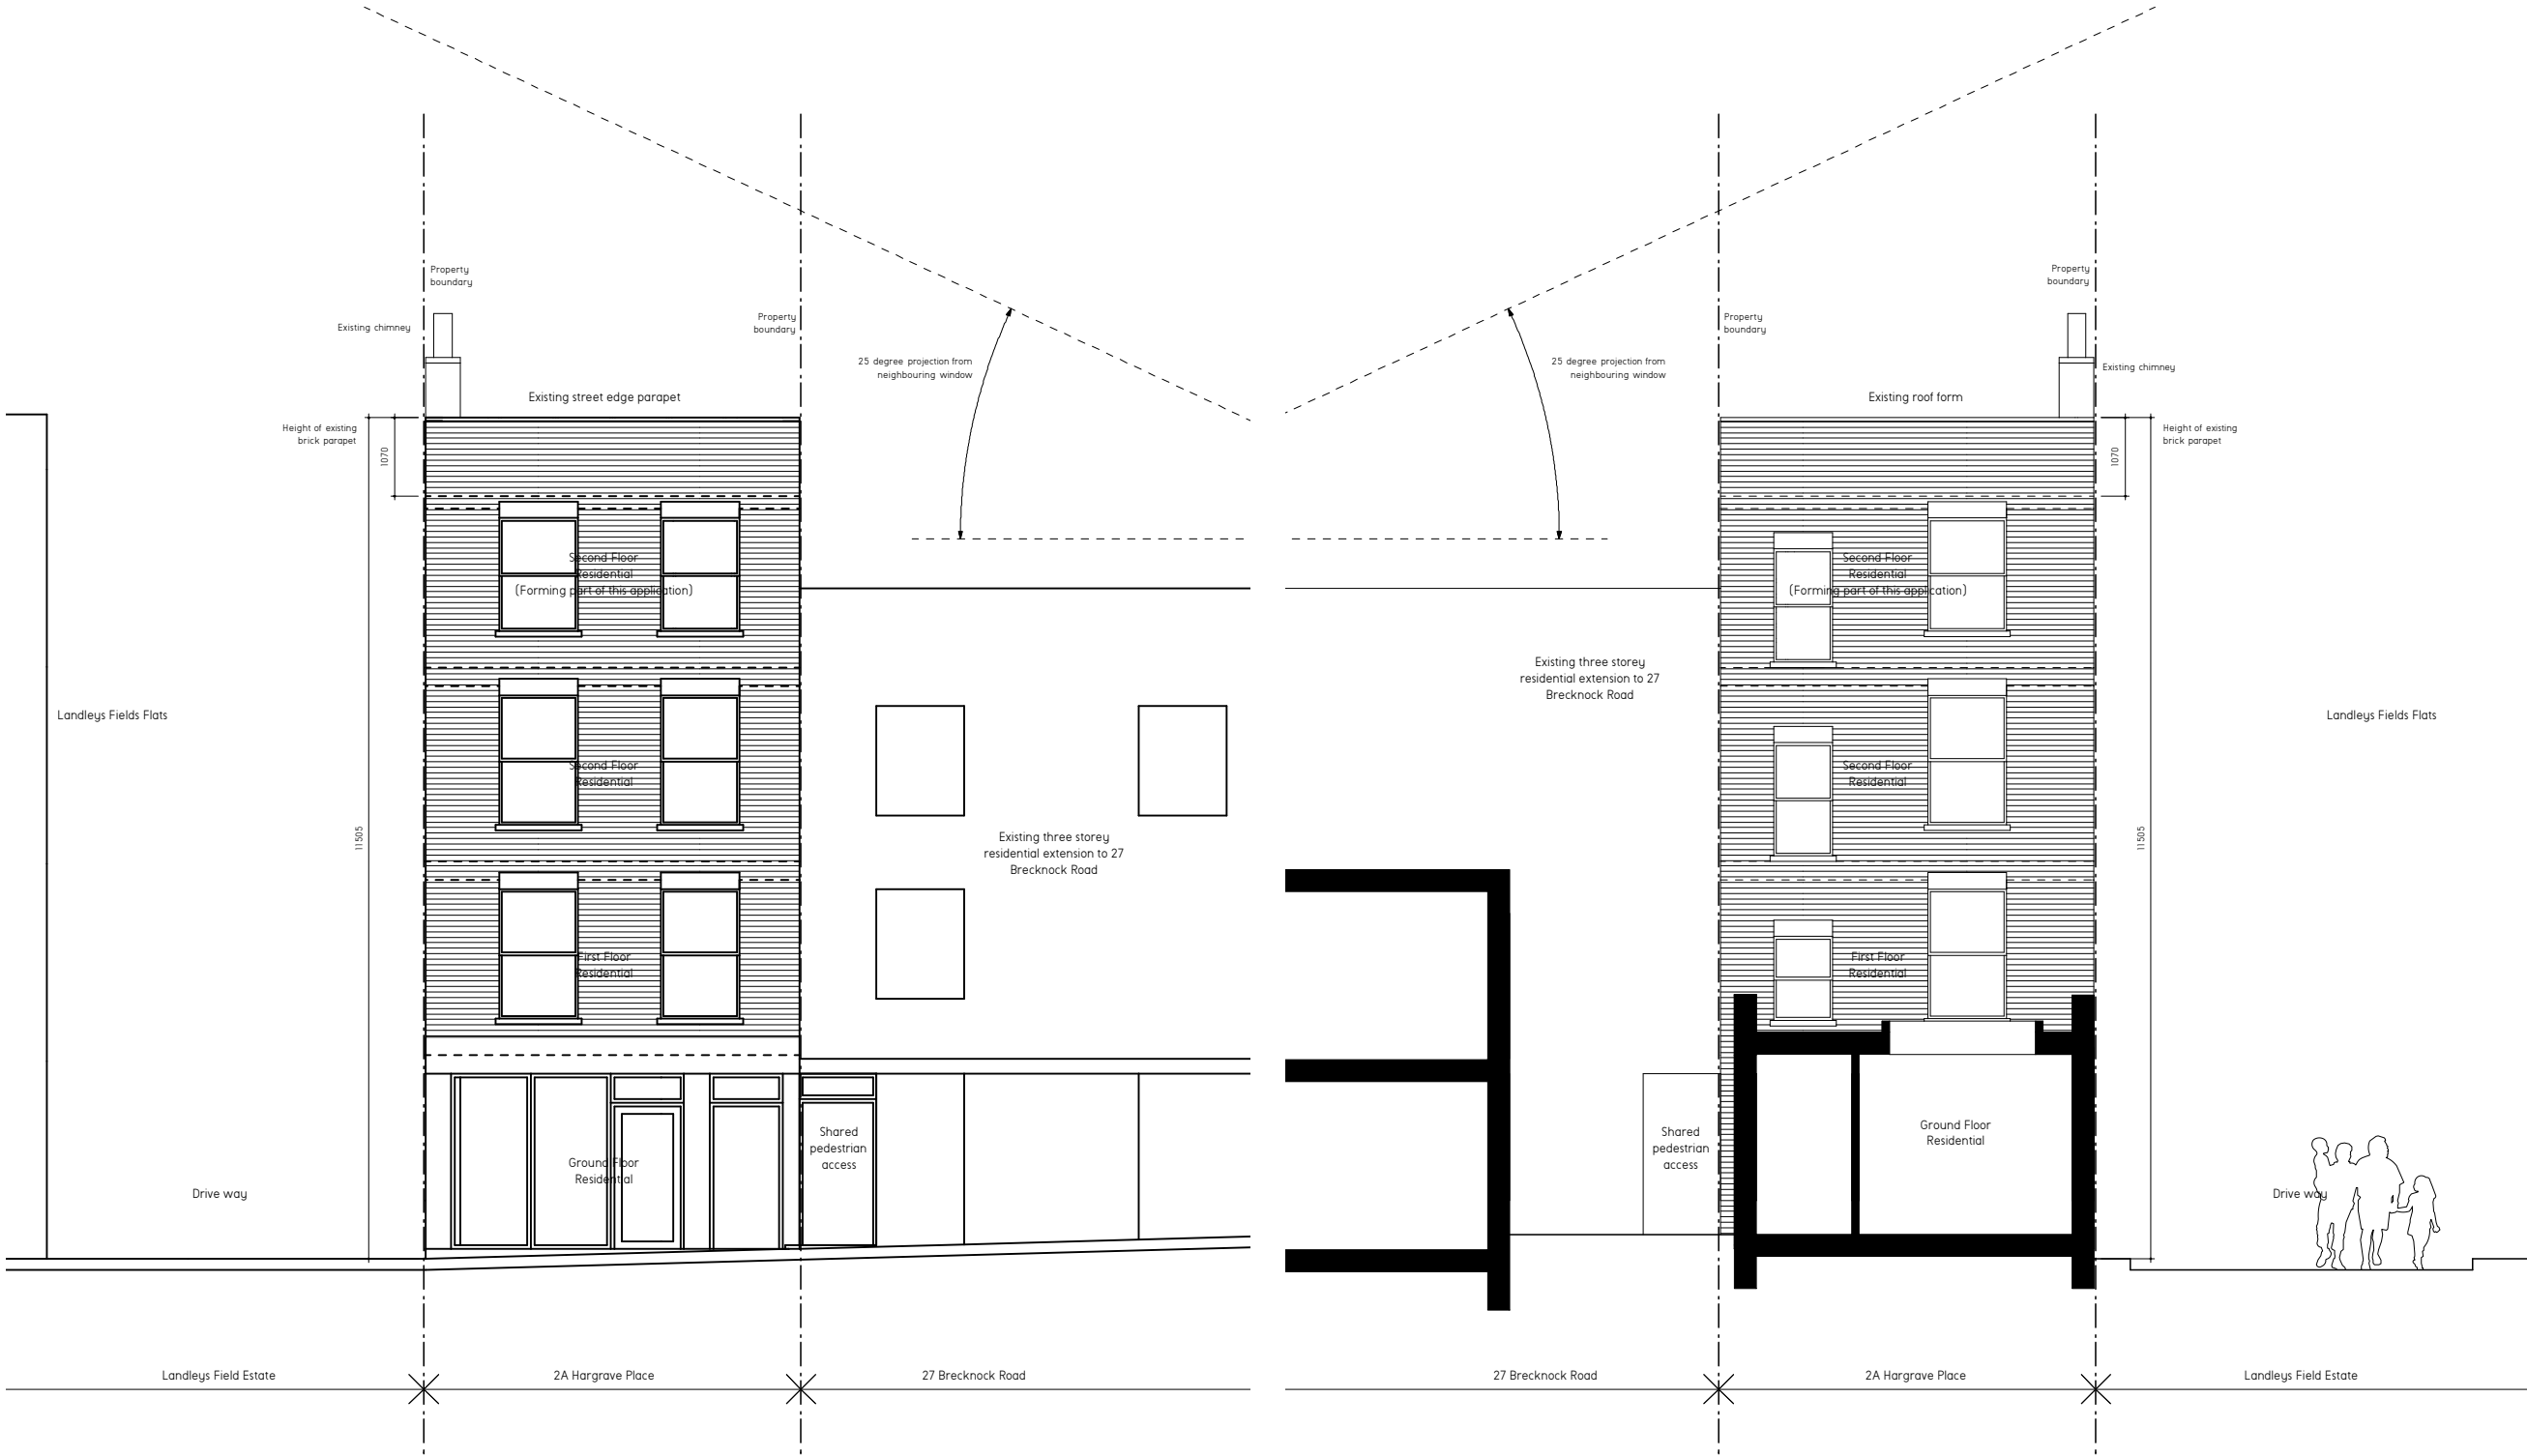 Property
boundary
Existing chimney
Property
boundary
25 degree projection from
neighbouring window
Existing street edge parapet
Height of existing
brick parapet
1070
Second Floor
Residential
(Forming part of this application)
Landleys Fields Flats
Second Floor
Residential
11505
Existing three storey
residential extension to 27
Brecknock Road
First Floor
Residential
Shared
pedestrian
access
Ground Floor
Residential
Drive way
Landleys Field Estate
2A Hargrave Place
27 Brecknock Road
Property
boundary
Property
boundary
25 degree projection from
neighbouring window
Existing chimney
Existing roof form
Height of existing
brick parapet
1070
Second Floor
Residential
(Forming part of this application)
Existing three storey
residential extension to 27
Brecknock Road
Landleys Fields Flats
Second Floor
Residential
11505
First Floor
Residential
Shared
pedestrian
access
Ground Floor
Residential
Drive way
27 Brecknock Road
2A Hargrave Place
Landleys Field Estate